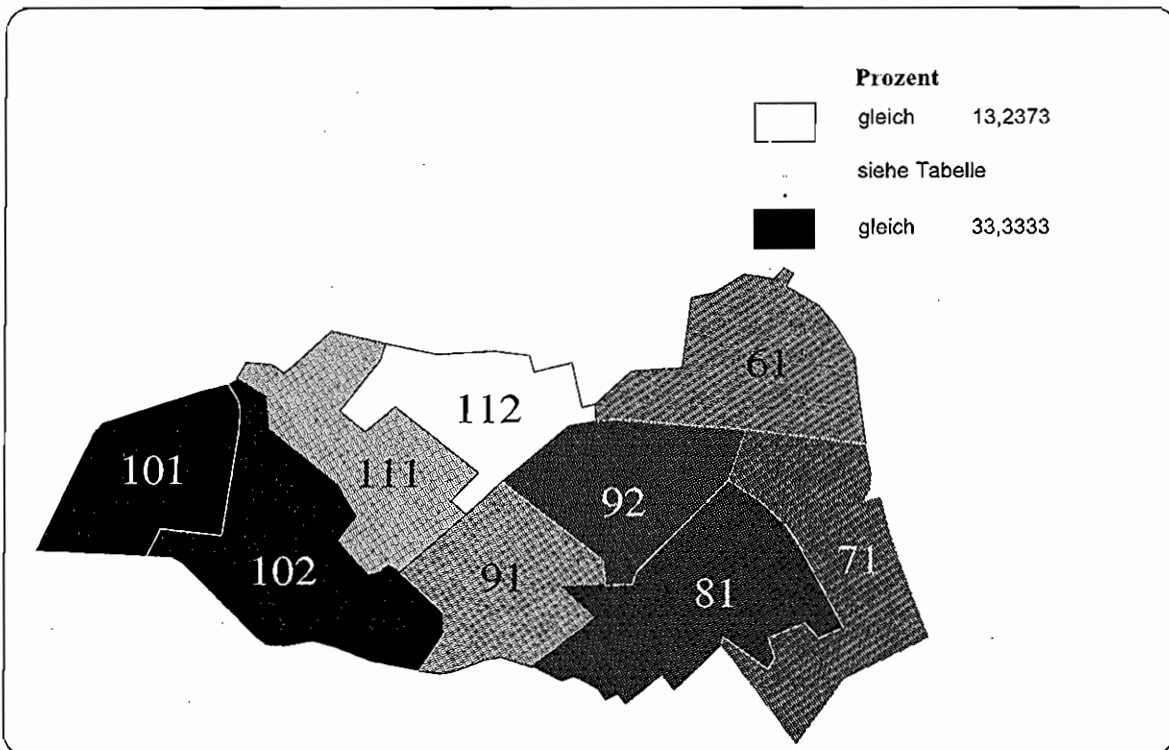 Prozent
gleich 13,2373
siehe Tabelle
gleich 33,3333
61
112
101
111
92
102
91
81
71